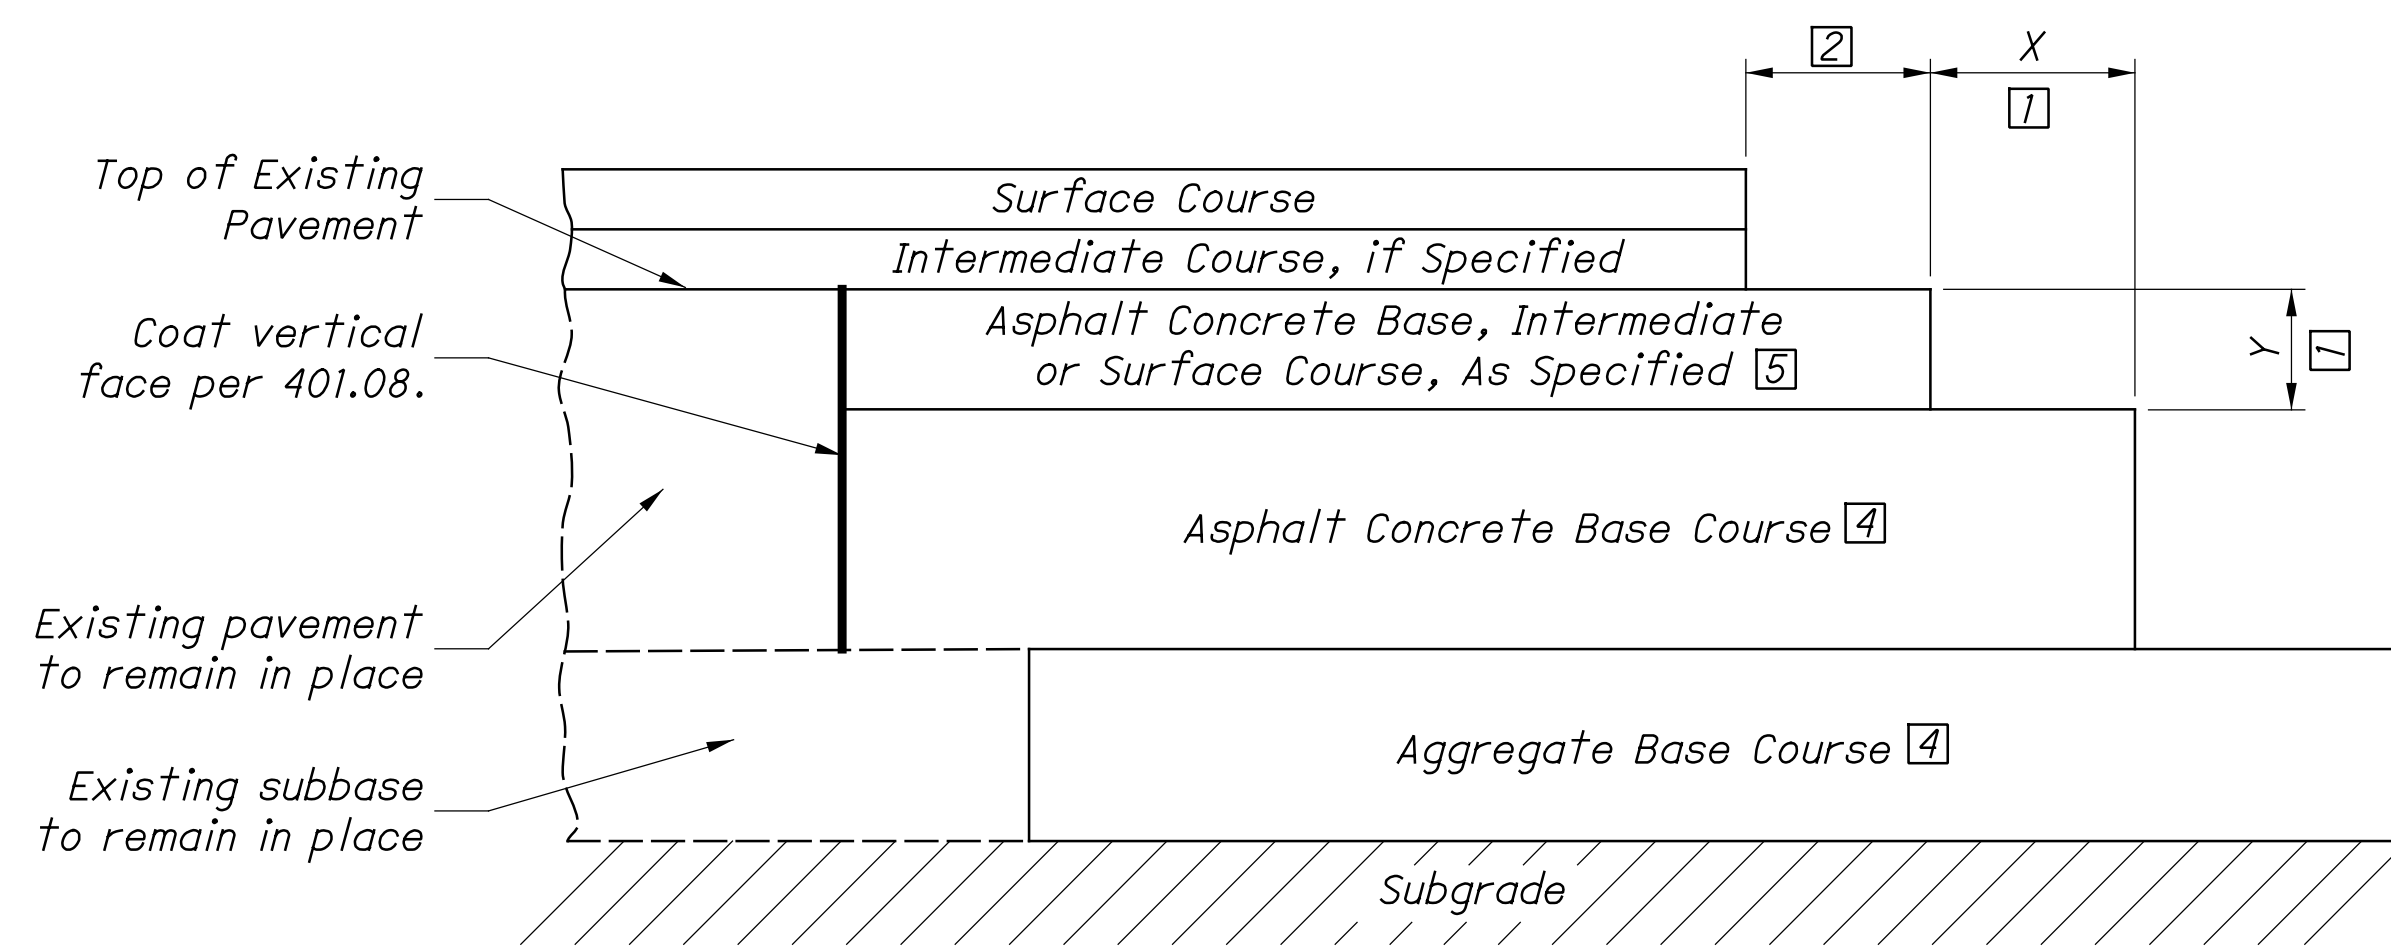 2
X
1
Top of Existing
Pavement
Surface Course
Intermediate Course, if Specified
Coat vertical
face per 401.08.
Asphalt Concrete Base, Intermediate
or Surface Course, As Specified 5
Y
1
Asphalt Concrete Base Course 4
Existing pavement
to remain in place
Aggregate Base Course 4
Existing subbase
to remain in place
Subgrade